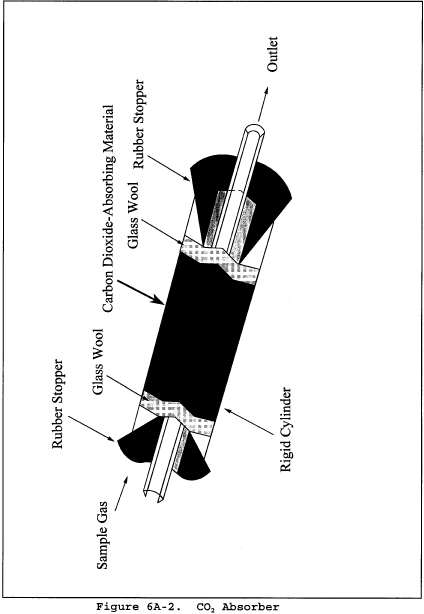 Outlet
Rubber Stopper
Carbon Dioxide-Absorbing Material
Glass Wool
Glass Wool
Rubber Stopper
Rigid Cylinder
Sample Gas
Figure 6A-2. CO₂ Absorber